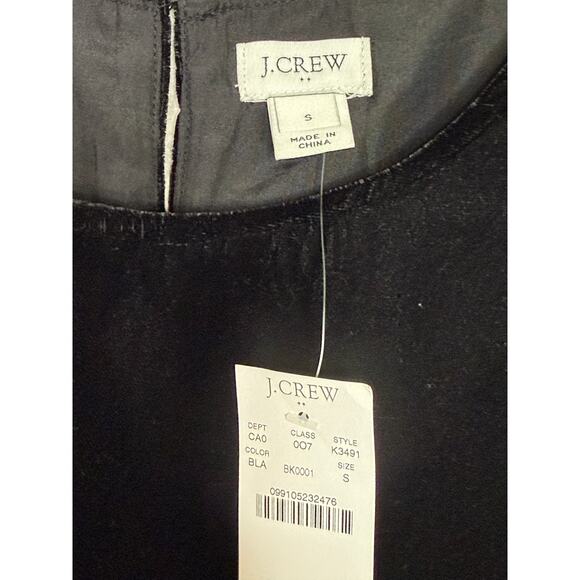 J.CREW
S
MADE IN
CHINA
J.CREW
DEPT CLASS STYLE
CA0 007 K3491
COLOR SIZE
BLA BK0001 S
099105232476